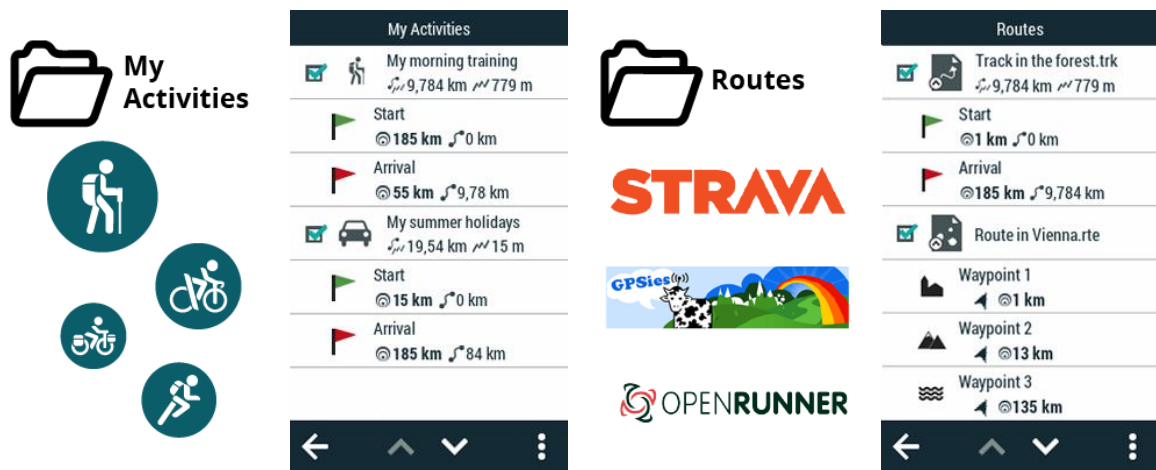 My
Activities
My Activities
My morning training
9,784 km 779 m
Start
185 km 0 km
Arrival
55 km 9,78 km
My summer holidays
19,54 km 15 m
Start
15 km 0 km
Arrival
185 km 84 km
Routes
STRAVA
GPSies
OPENRUNNER
Routes
Track in the forest.trk
9,784 km 779 m
Start
1 km 0 km
Arrival
185 km 9,784 km
Route in Vienna.rte
Waypoint 1
1 km
Waypoint 2
13 km
Waypoint 3
135 km